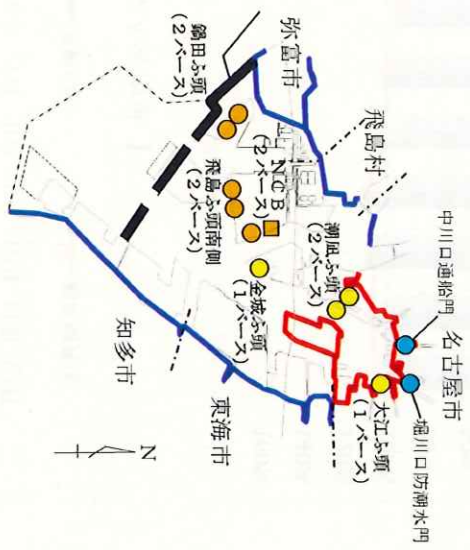 中川口通船門
名古屋市
堀川口防潮水門
大江ふ頭
(1バース)
飛島村
潮凪ふ頭
(2バース)
弥富市
NCB
(2バース)
金城ふ頭
(1バース)
東海市
鍋田ふ頭
(2バース)
飛島ふ頭南側
(2バース)
知多市
N